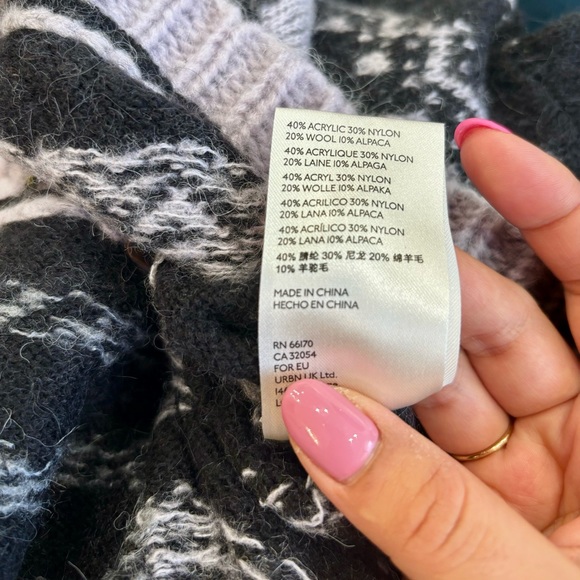 40% ACRYLIC 30% NYLON
20% WOOL 10% ALPACA
40% ACRYLIQUE 30% NYLON
20% LAINE 10% ALPAGA
40% ACRYL 30% NYLON
20% WOLLE 10% ALPAKA
40% ACRILICO 30% NYLON
20% LANA 10% ALPACA
40% ACRÍLICO 30% NYLON
20% LANA 10% ALPACA
40% 腈纶 30% 尼龙 20% 绵羊毛
10% 羊驼毛
MADE IN CHINA
HECHO EN CHINA
RN 66170
CA 32054
FOR EU
URBN UK Ltd.